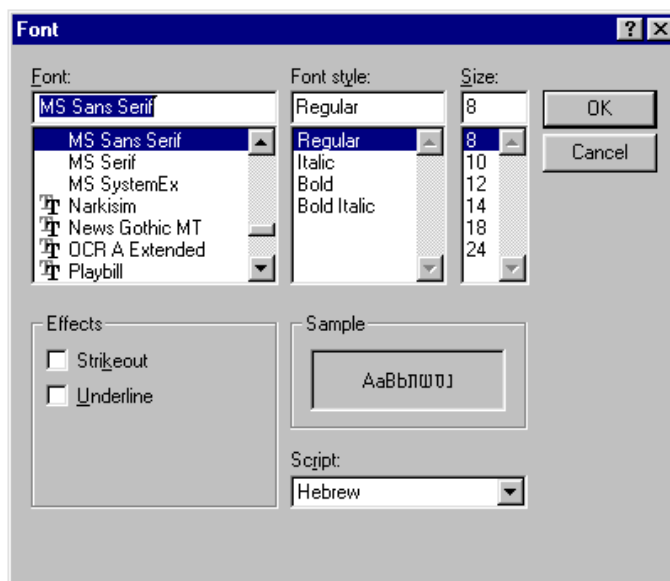 Font
Font:
Font style:
Size:
MS Sans Serif
Regular
8
OK
Cancel
MS Sans Serif
MS Serif
MS SystemEx
Narkisim
News Gothic MT
OCR A Extended
Playbill
Regular
Italic
Bold
Bold Italic
8
10
12
14
18
24
Effects
Strikeout
Underline
Sample
AaBbנסשת
Script:
Hebrew